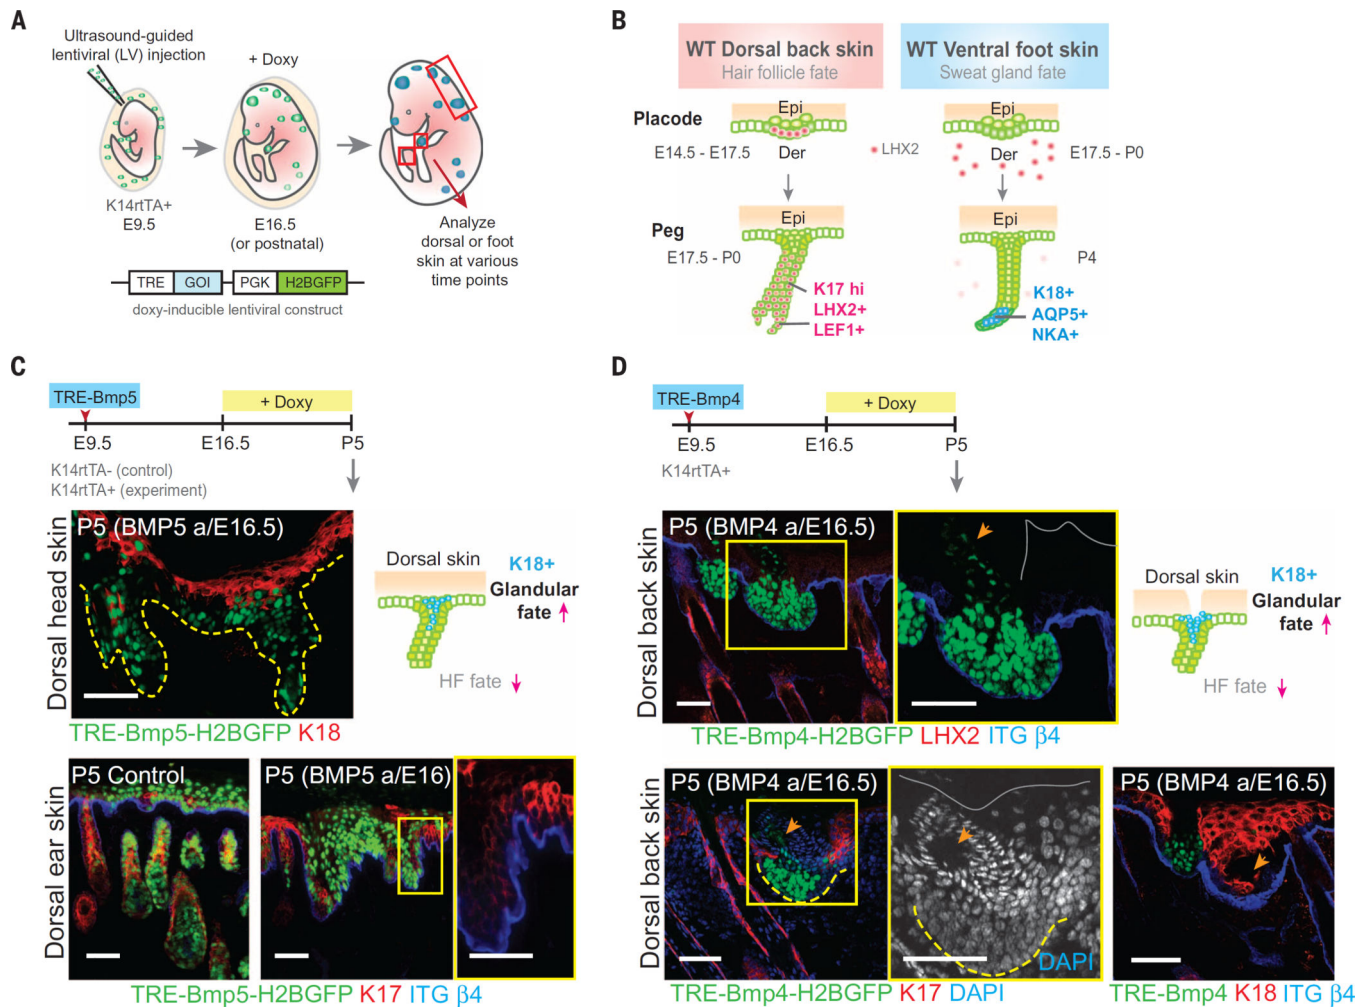 A
Ultrasound-guided
lentiviral (LV) injection
+ Doxy
K14rtTA+
E9.5
E16.5
(or postnatal)
Analyze
dorsal or foot
skin at various
time points
TRE GOI PGK H2BGFP
doxy-inducible lentiviral construct
B
WT Dorsal back skin
Hair follicle fate
WT Ventral foot skin
Sweat gland fate
Placode
E14.5 - E17.5
Epi
Der
LHX2
Epi
Der
E17.5 - P0
Peg
E17.5 - P0
Epi
K17 hi
LHX2+
LEF1+
Epi
P4
K18+
AQP5+
NKA+
C
TRE-Bmp5
+ Doxy
E9.5 E16.5 P5
K14rtTA- (control)
K14rtTA+ (experiment)
Dorsal head skin
P5 (BMP5 a/E16.5)
TRE-Bmp5-H2BGFP K18
Dorsal skin
K18+
Glandular
fate
HF fate
Dorsal ear skin
P5 Control
P5 (BMP5 a/E16)
TRE-Bmp5-H2BGFP K17 ITG β4
D
TRE-Bmp4
+ Doxy
E9.5 E16.5 P5
K14rtTA+
Dorsal back skin
P5 (BMP4 a/E16.5)
TRE-Bmp4-H2BGFP LHX2 ITG β4
Dorsal skin
K18+
Glandular
fate
HF fate
Dorsal back skin
P5 (BMP4 a/E16.5)
DAPI
P5 (BMP4 a/E16.5)
TRE-Bmp4-H2BGFP K17 DAPI
TRE-Bmp4 K18 ITG β4